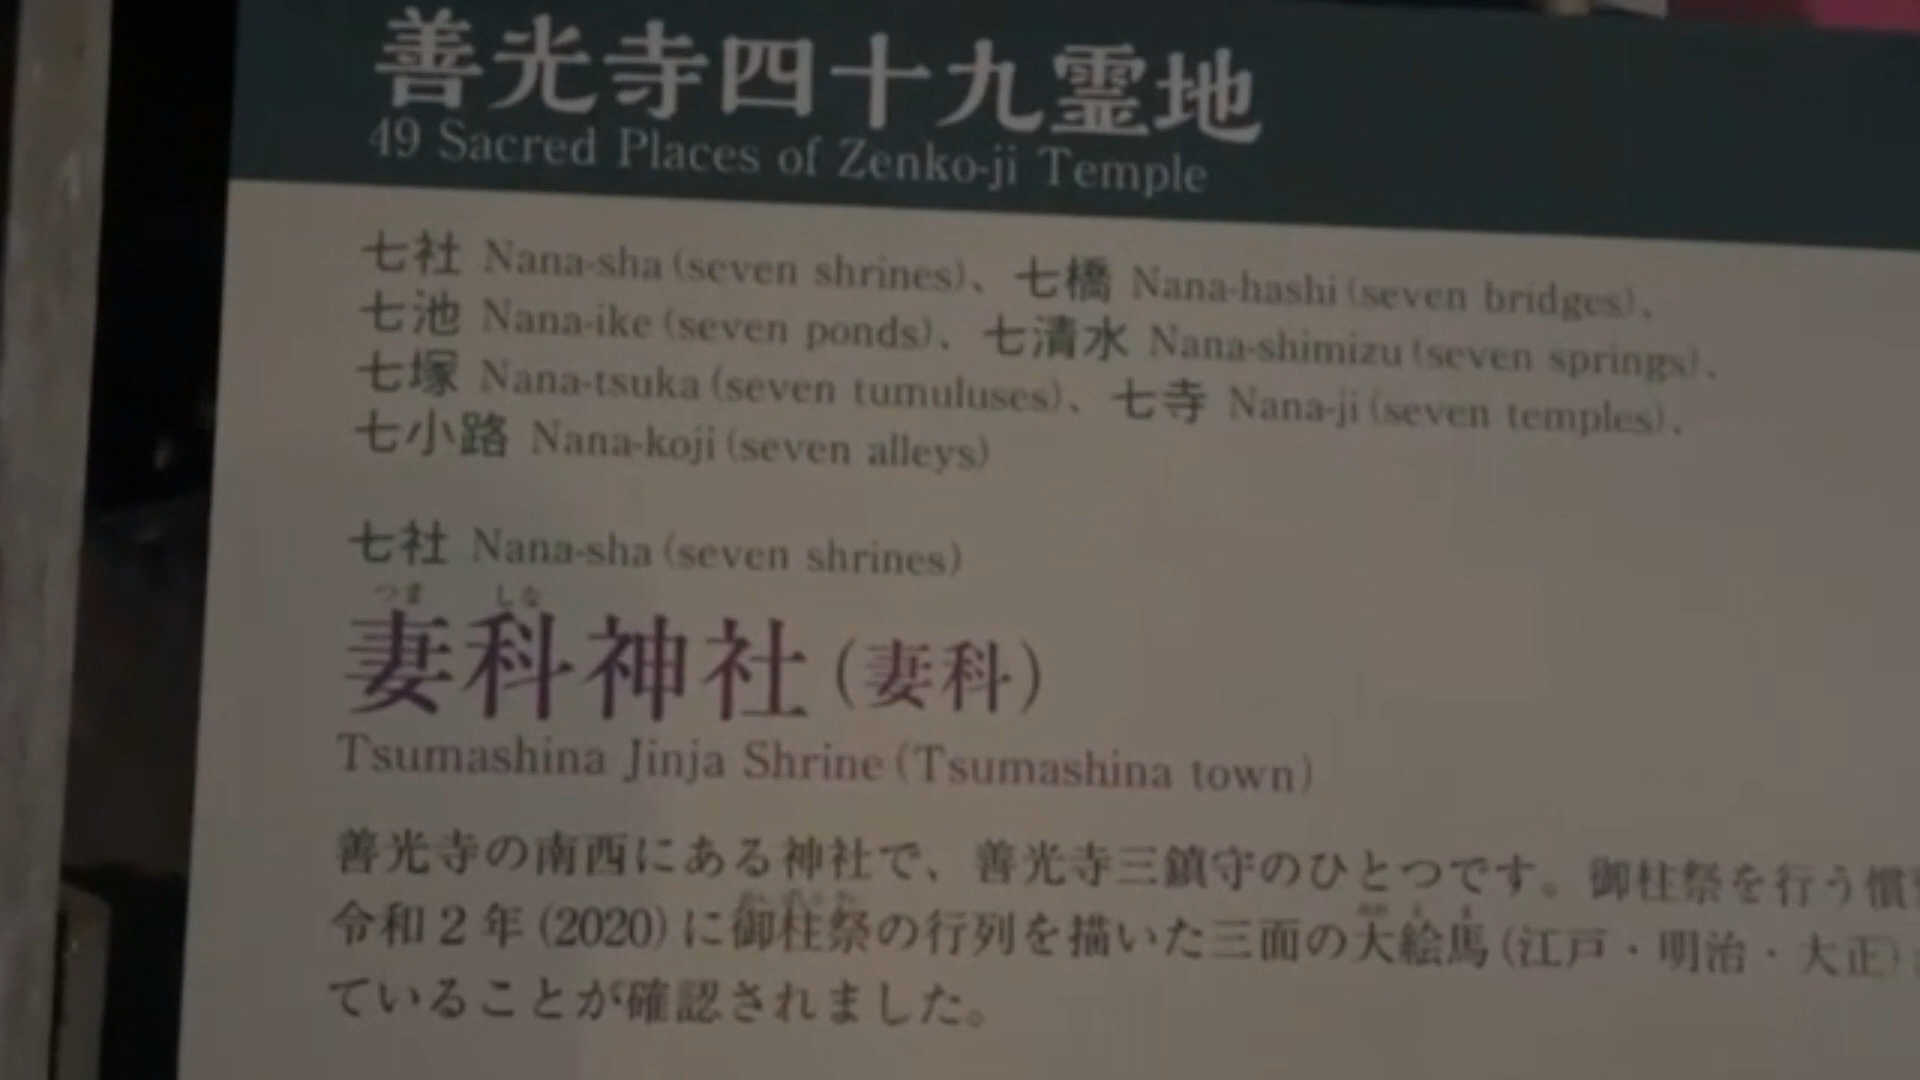 善光寺四十九霊地
49 Sacred Places of Zenko-ji Temple
七社 Nana-sha (seven shrines)、七橋 Nana-hashi (seven bridges)、
七池 Nana-ike (seven ponds)、七清水 Nana-shimizu (seven springs)、
七塚 Nana-tsuka (seven tumuluses)、七寺 Nana-ji (seven temples)、
七小路 Nana-koji (seven alleys)
七社 Nana-sha (seven shrines)
つま しな
妻科神社 (妻科)
Tsumashina Jinja Shrine (Tsumashina town)
善光寺の南西にある神社で、善光寺三鎮守のひとつです。御柱祭を行う慣
令和2年(2020)に御柱祭の行列を描いた三面の大絵馬(江戸・明治・大正)
ていることが確認されました。